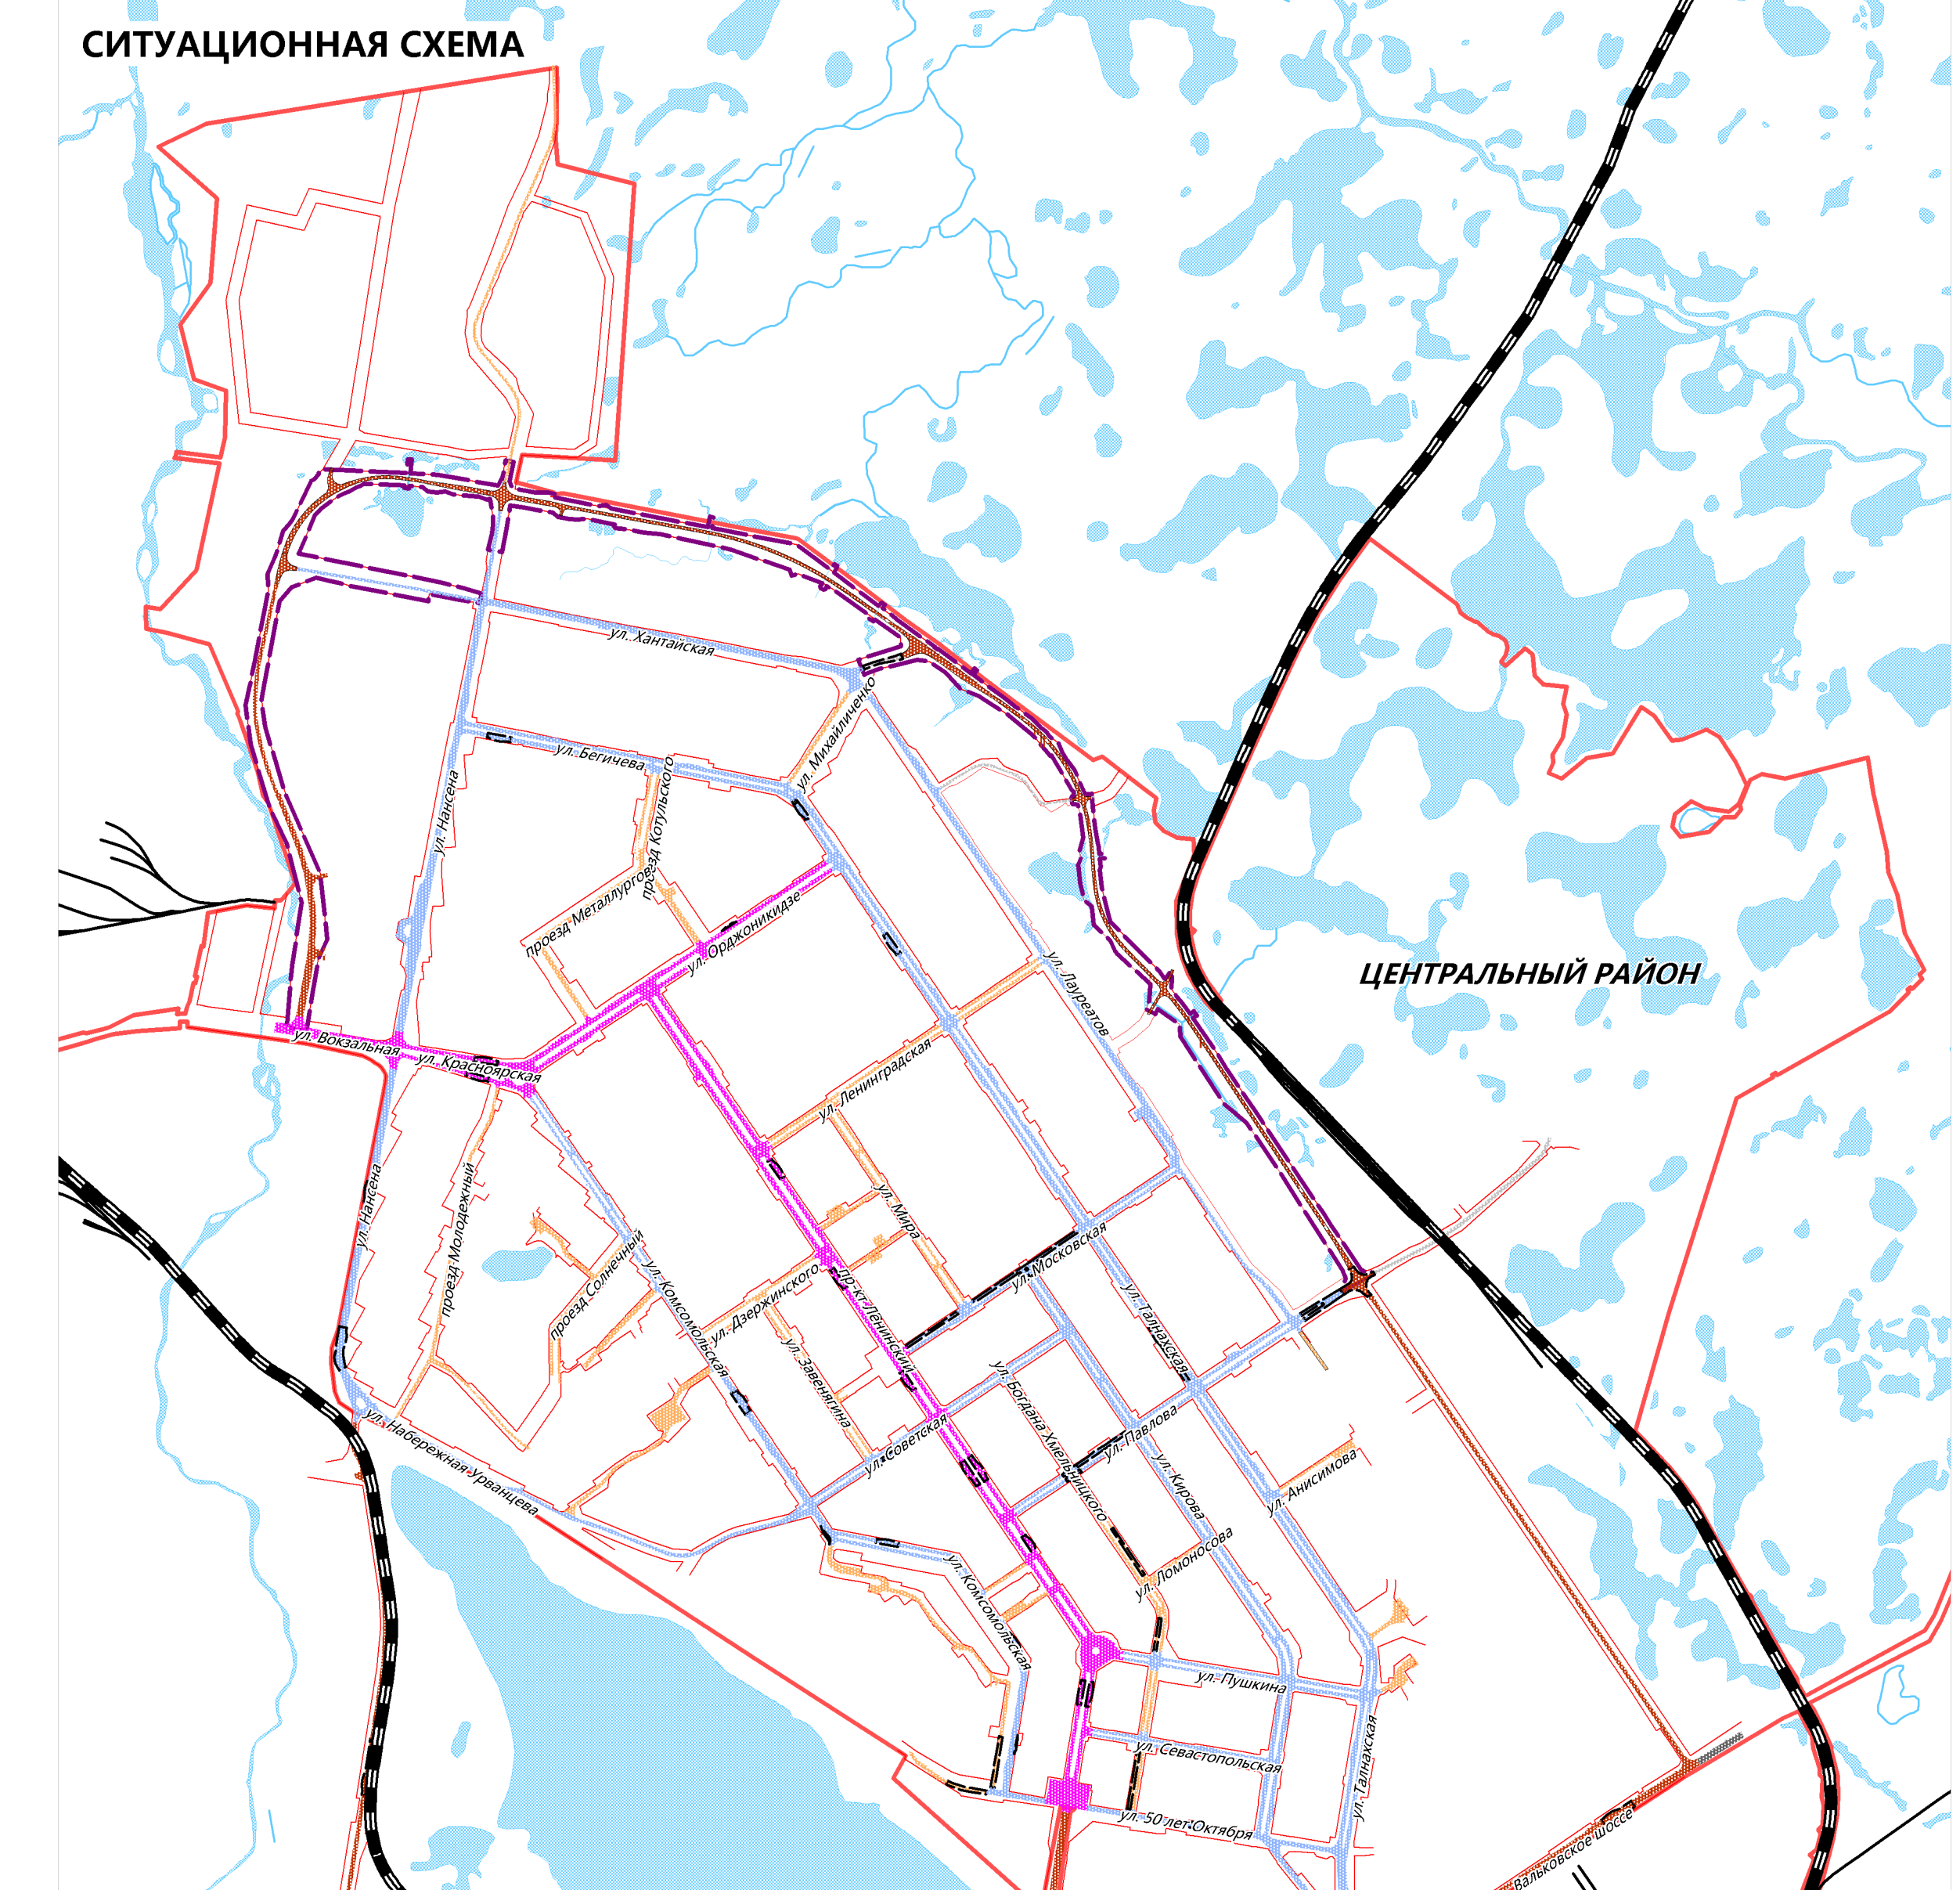 СИТУАЦИОННАЯ СХЕМА
ул. Хантайская
ул. Михайличенко
ул. Бегичева
проезд Котульского
ул. Нансена
проезд Металлургов
ул. Орджоникидзе
ул. Лауреатов
ЦЕНТРАЛЬНЫЙ РАЙОН
ул. Вокзальная
ул. Красноярская
ул. Ленинградская
ул. Нансена
проезд Молодежный
ул. Мира
проезд Солнечный
ул. Комсомольская
ул. Дзержинского
пр-кт Ленинский
ул. Московская
ул. Талнахская
ул. Завенягина
ул. Богдана Хмельницкого
ул. Набережная Урванцева
ул. Советская
ул. Павлова
ул. Кирова
ул. Анисимова
ул. Ломоносова
ул. Комсомольская
ул. Пушкина
ул. Севастопольская
ул. Талнахская
ул. 50 лет Октября
Вальковское шоссе